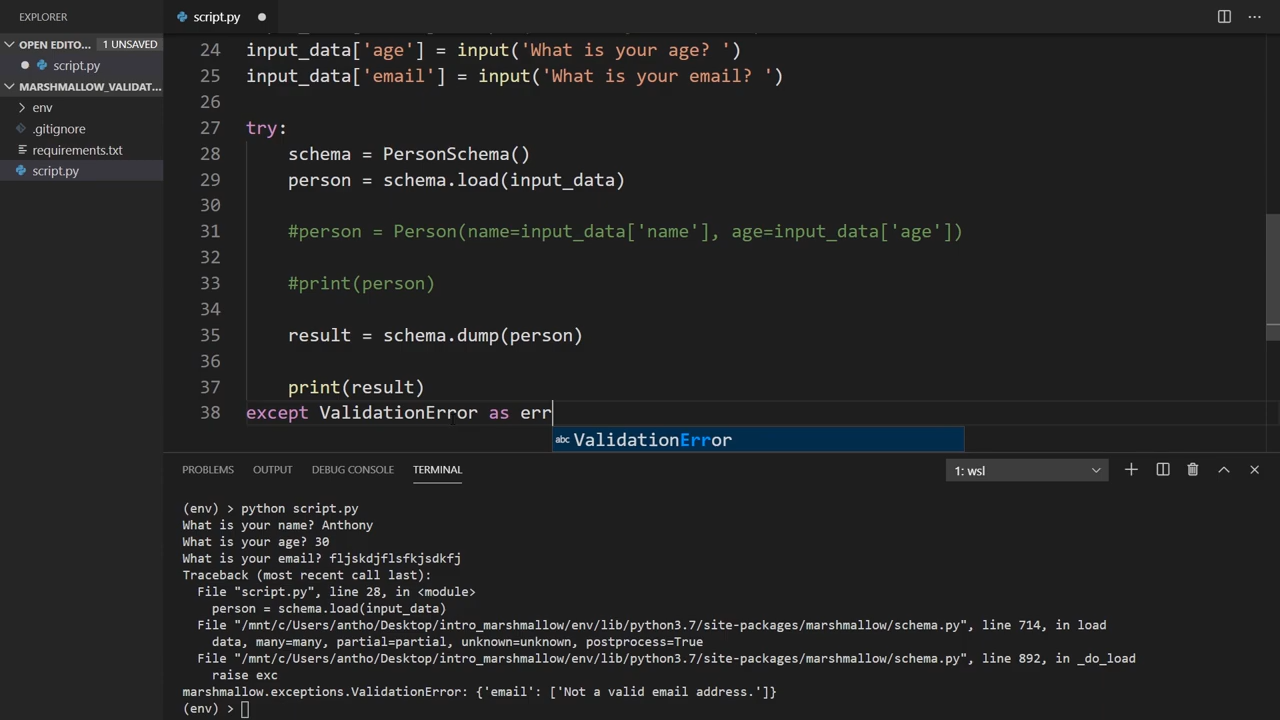 EXPLORER
script.py
OPEN EDITO... 1 UNSAVED
script.py
MARSHMALLOW_VALIDAT...
env
.gitignore
requirements.txt
script.py
24 input_data['age'] = input('What is your age? ')
25 input_data['email'] = input('What is your email? ')
26
27 try:
28 schema = PersonSchema()
29 person = schema.load(input_data)
30
31 #person = Person(name=input_data['name'], age=input_data['age'])
32
33 #print(person)
34
35 result = schema.dump(person)
36
37 print(result)
38 except ValidationError as err
abc ValidationError
PROBLEMS OUTPUT DEBUG CONSOLE TERMINAL 1: wsl
(env) > python script.py
What is your name? Anthony
What is your age? 30
What is your email? fljskdjflsfkjsdkfj
Traceback (most recent call last):
File "script.py", line 28, in <module>
person = schema.load(input_data)
File "/mnt/c/Users/antho/Desktop/intro_marshmallow/env/lib/python3.7/site-packages/marshmallow/schema.py", line 714, in load
data, many=many, partial=partial, unknown=unknown, postprocess=True
File "/mnt/c/Users/antho/Desktop/intro_marshmallow/env/lib/python3.7/site-packages/marshmallow/schema.py", line 892, in _do_load
raise exc
marshmallow.exceptions.ValidationError: {'email': ['Not a valid email address.']}
(env) >